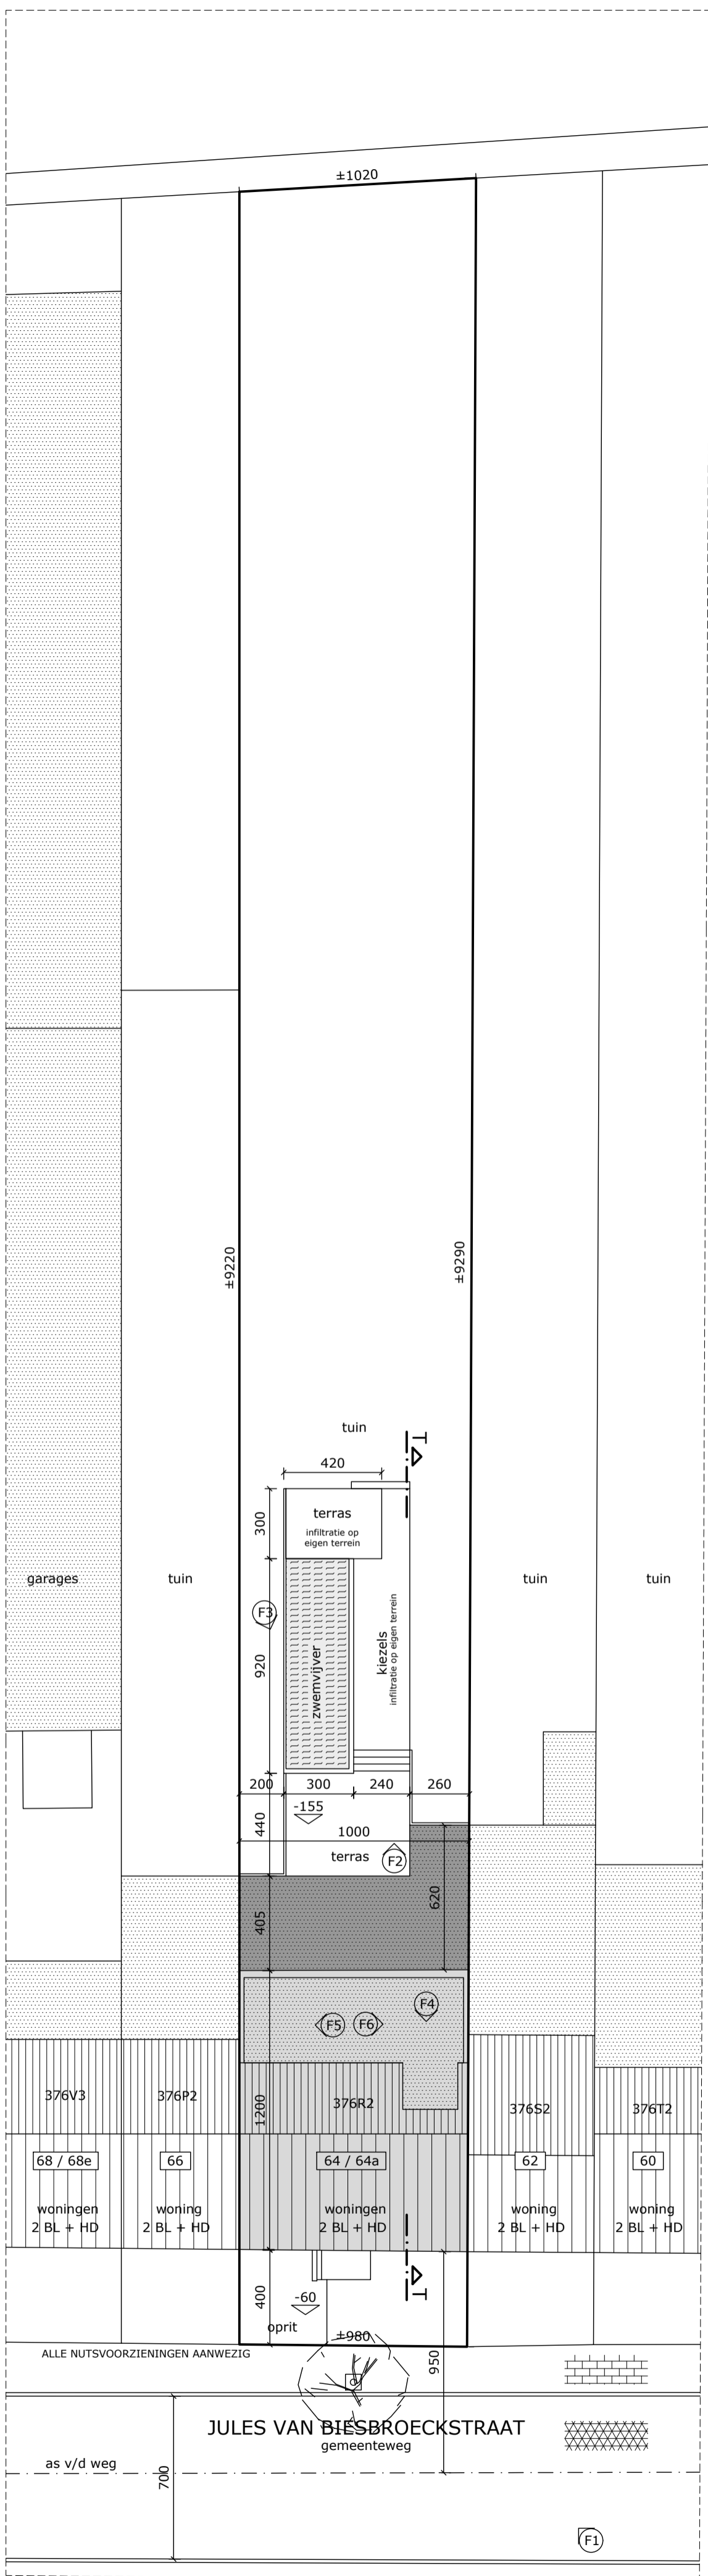 ±1020
±9220
±9290
tuin
T
420
300
terras
infiltratie op
eigen terrein
garages
tuin
tuin
tuin
F3
920
zwemvijver
kiezels
infiltratie op eigen terrein
200
300
240
260
-155
440
1000
terras
F2
620
405
F4
F5
F6
376V3
376P2
376R2
376S2
376T2
1200
68 / 68e
66
64 / 64a
62
60
woningen
2 BL + HD
woning
2 BL + HD
woningen
2 BL + HD
woning
2 BL + HD
woning
2 BL + HD
400
-60
T
oprit
±980
950
ALLE NUTSVOORZIENINGEN AANWEZIG
JULES VAN BIESBROECKSTRAAT
gemeenteweg
as v/d weg
700
F1